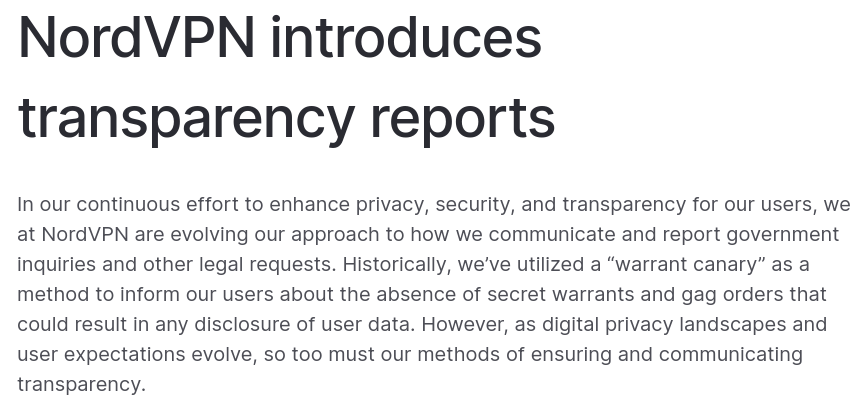 NordVPN introduces
transparency reports
In our continuous effort to enhance privacy, security, and transparency for our users, we
at NordVPN are evolving our approach to how we communicate and report government
inquiries and other legal requests. Historically, we’ve utilized a “warrant canary” as a
method to inform our users about the absence of secret warrants and gag orders that
could result in any disclosure of user data. However, as digital privacy landscapes and
user expectations evolve, so too must our methods of ensuring and communicating
transparency.